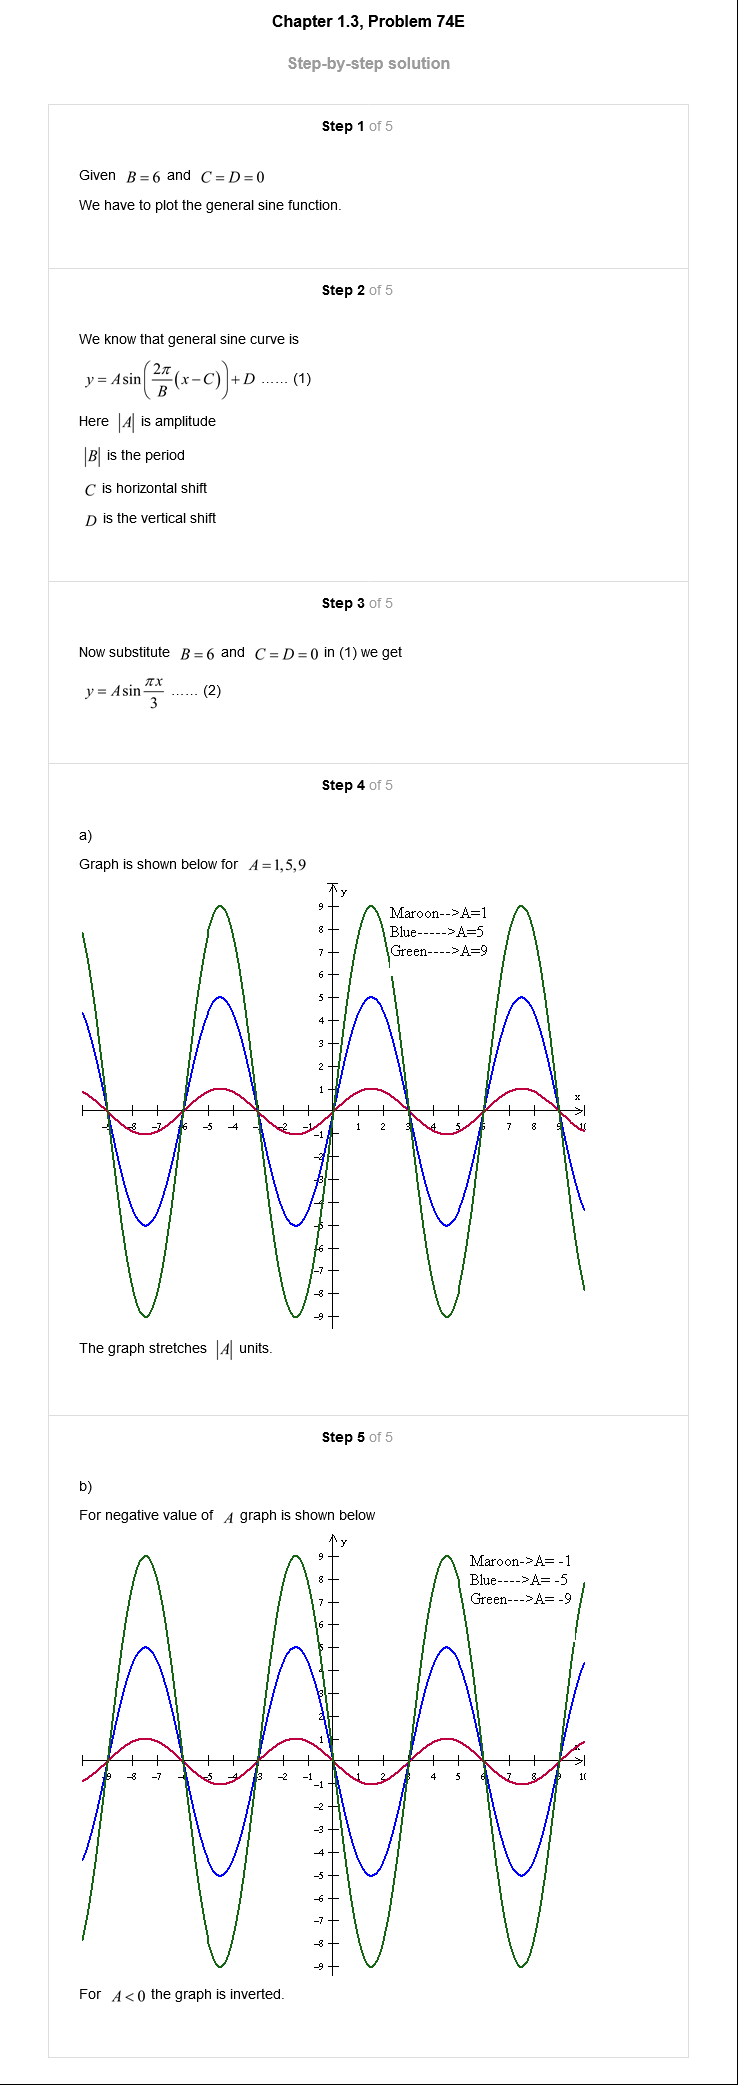 Chapter 1.3, Problem 74E
Step-by-step solution
Step 1 of 5
Given B = 6 and C = D = 0
We have to plot the general sine function.
Step 2 of 5
We know that general sine curve is
y = A sin(2π/B (x − C)) + D ...... (1)
Here |A| is amplitude
|B| is the period
C is horizontal shift
D is the vertical shift
Step 3 of 5
Now substitute B = 6 and C = D = 0 in (1) we get
y = A sin πx/3 ...... (2)
Step 4 of 5
a)
Graph is shown below for A = 1, 5, 9
y
Maroon-->A=1
Blue----->A=5
Green---->A=9
9
8
7
6
5
4
3
2
1
x
-9 -8 -7 -6 -5 -4 -3 -2 -1 1 2 3 4 5 6 7 8 9 10
-1
-2
-3
-4
-5
-6
-7
-8
-9
The graph stretches |A| units.
Step 5 of 5
b)
For negative value of A graph is shown below
y
Maroon->A= -1
Blue---->A= -5
Green--->A= -9
9
8
7
6
5
4
3
2
1
x
-9 -8 -7 -6 -5 -4 -3 -2 -1 1 2 3 4 5 6 7 8 9 10
-1
-2
-3
-4
-5
-6
-7
-8
-9
For A < 0 the graph is inverted.